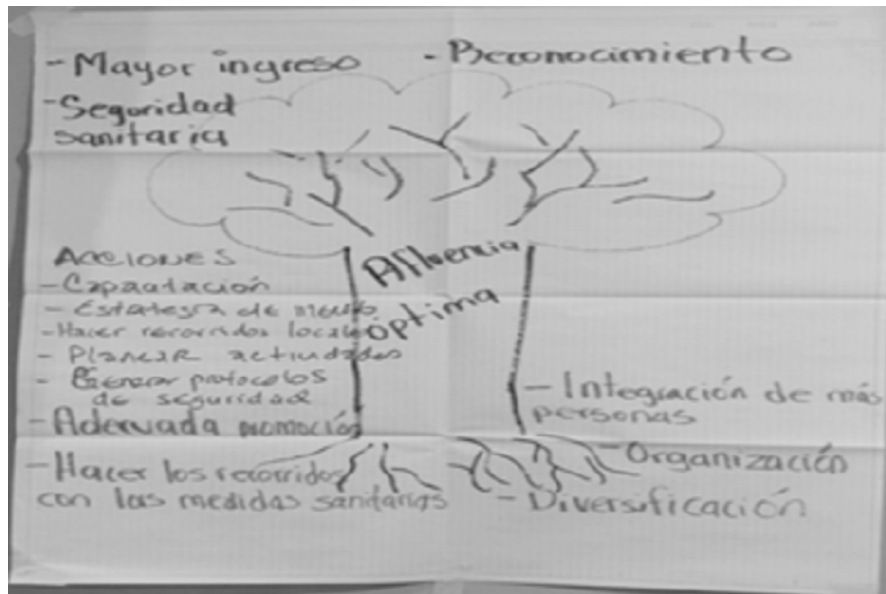 - Mayor ingreso
- Reconocimiento
- Seguridad
sanitaria
Afluencia
óptima
ACCIONES
- Capacitación
- Estrategia de
- Hacer recorridos locales
- Planear actividades
- Generar protocolos
de seguridad
- Adecuada promoción
- Hacer los recorridos
con las medidas sanitarias
- Integración de más
personas
- Organización
- Diversificación